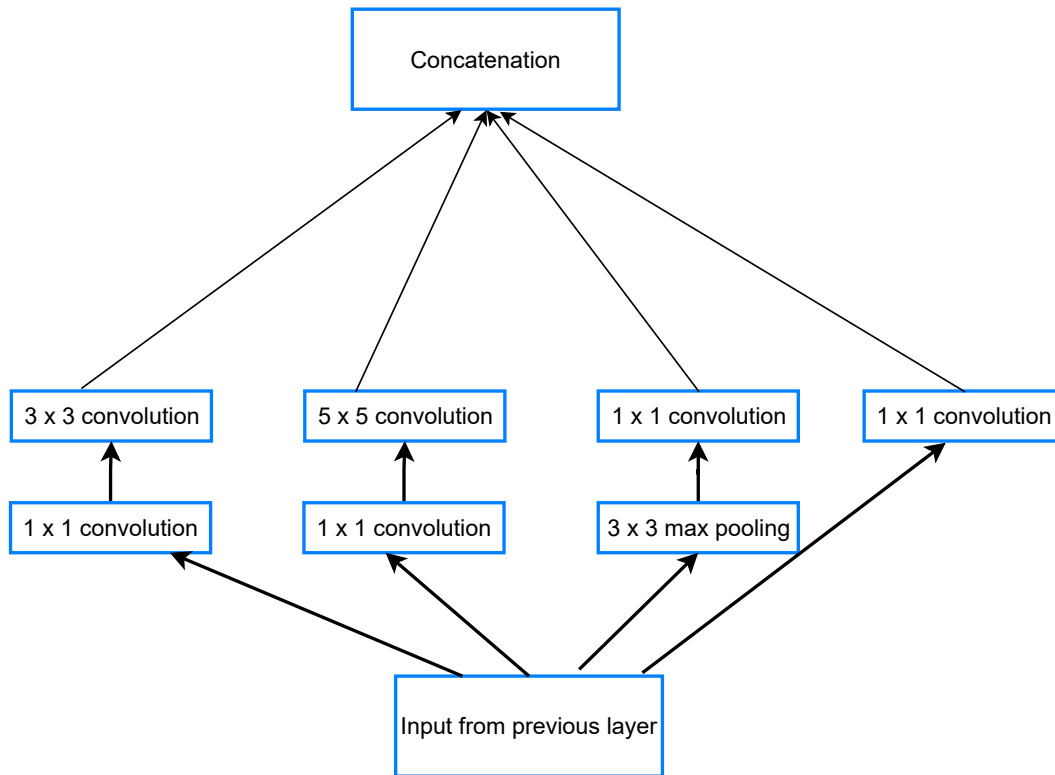 Concatenation
3 x 3 convolution
5 x 5 convolution
1 x 1 convolution
1 x 1 convolution
1 x 1 convolution
1 x 1 convolution
3 x 3 max pooling
Input from previous layer